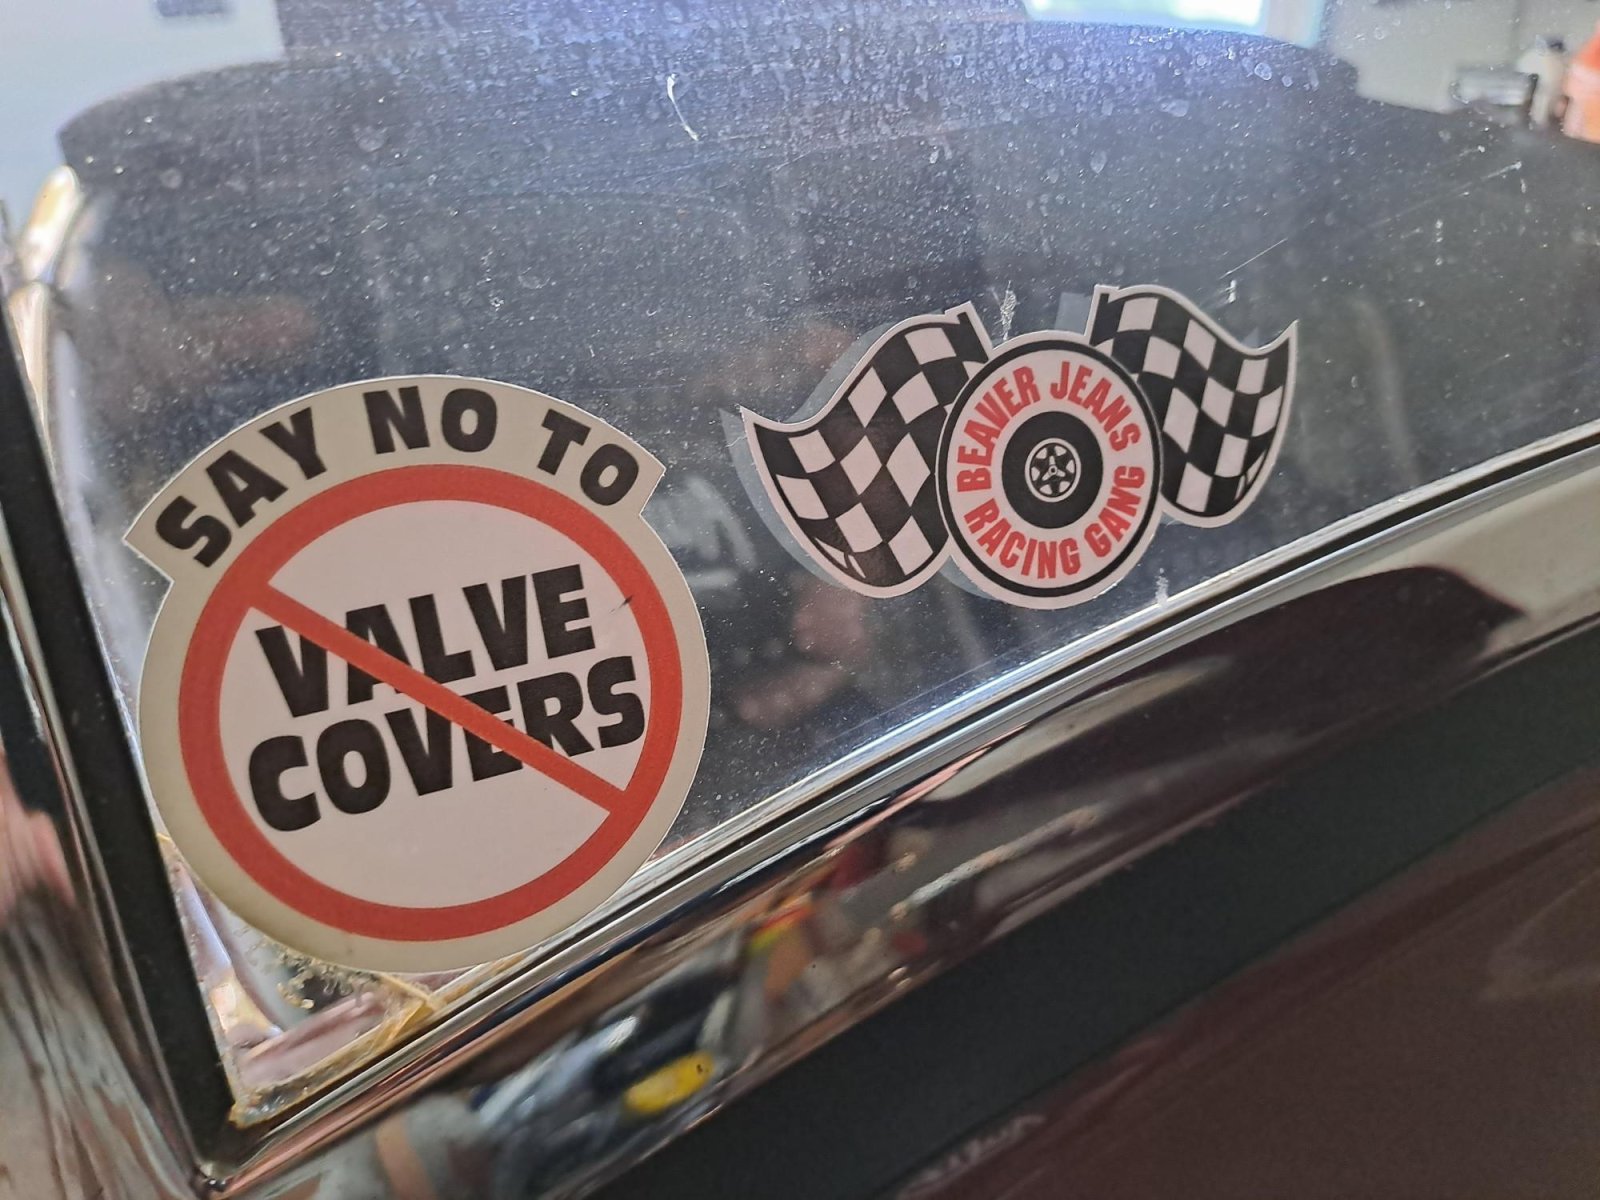 SAY NO TO
VALVE
COVERS
BEAVER JEANS
RACING GANG